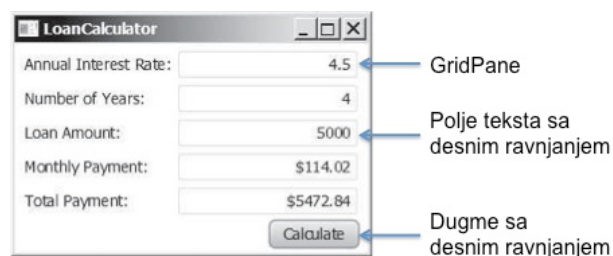 LoanCalculator
Annual Interest Rate: 4.5
Number of Years: 4
Loan Amount: 5000
Monthly Payment: $114.02
Total Payment: $5472.84
Calculate
GridPane
Polje teksta sa
desnim ravnjanjem
Dugme sa
desnim ravnjanjem